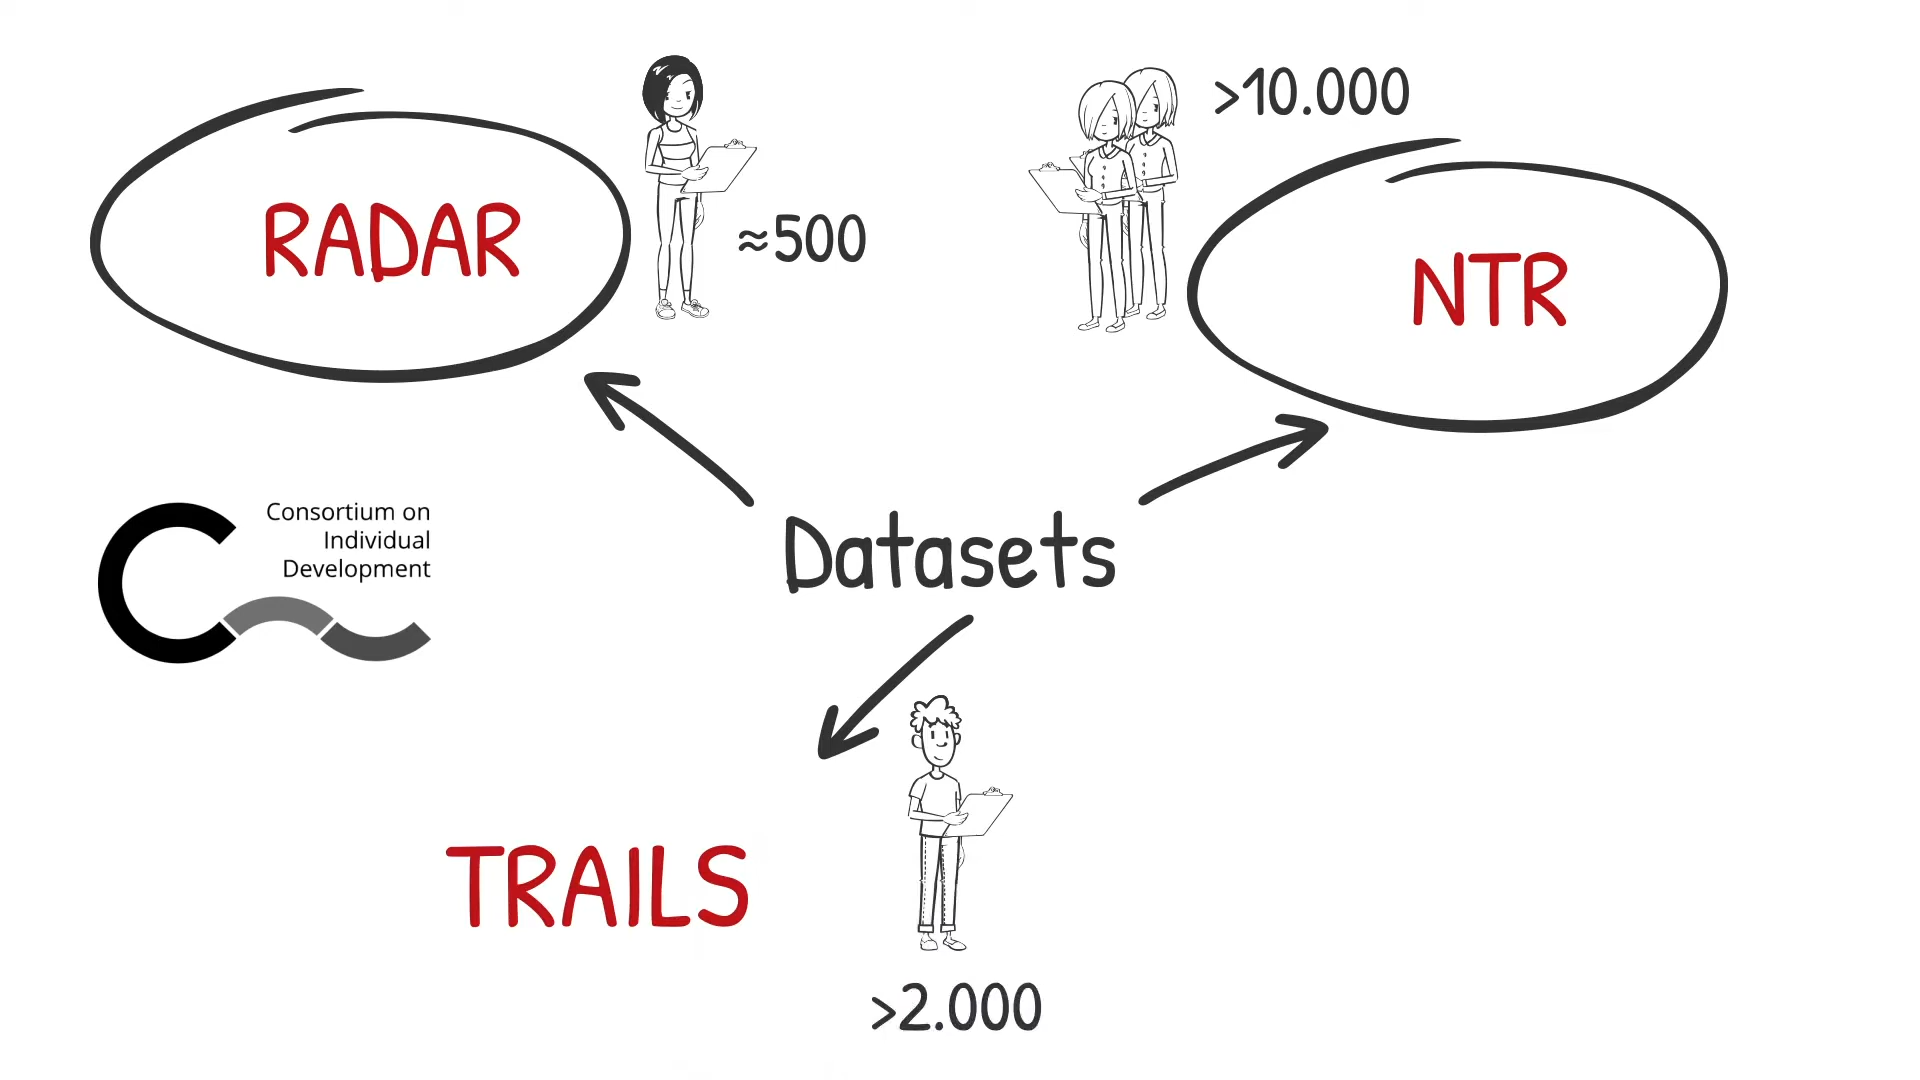 >10.000
RADAR
≈500
NTR
Consortium on
Individual
Development
Datasets
TRAILS
>2.000